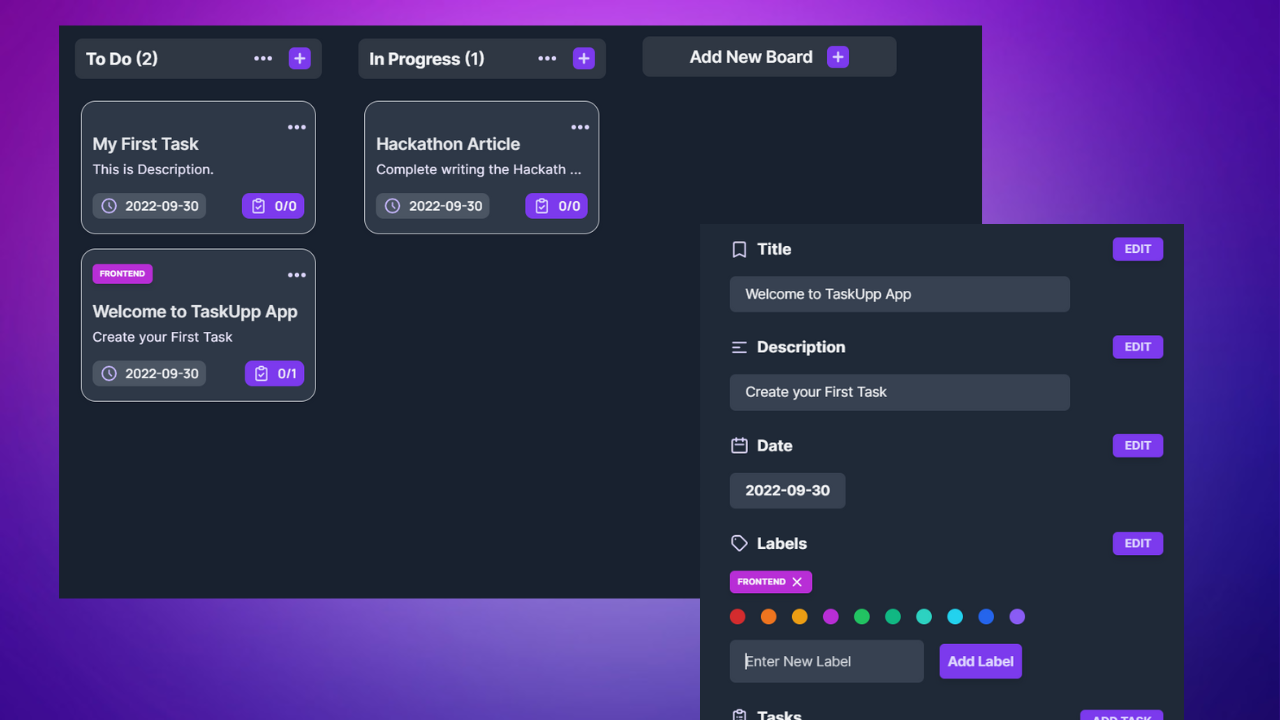 To Do (2)
In Progress (1)
Add New Board
My First Task
This is Description.
2022-09-30
0/0
FRONTEND
Welcome to TaskUpp App
Create your First Task
2022-09-30
0/1
Hackathon Article
Complete writing the Hackath ...
2022-09-30
0/0
Title
EDIT
Welcome to TaskUpp App
Description
EDIT
Create your First Task
Date
EDIT
2022-09-30
Labels
EDIT
FRONTEND
Enter New Label
Add Label
Tasks
ADD TASK